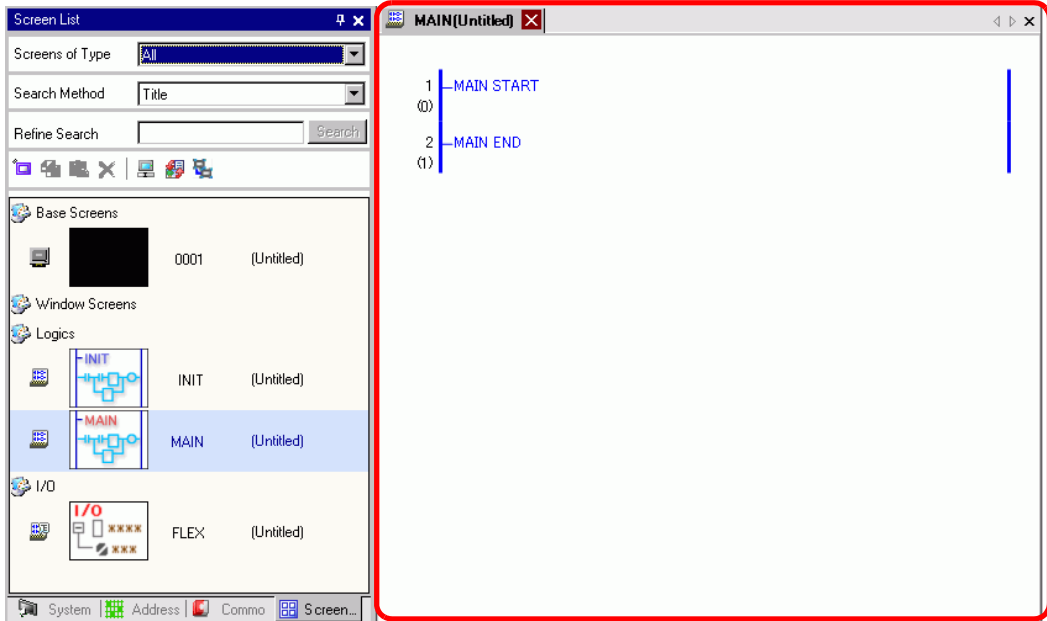 Screen List
Screens of Type All
Search Method Title
Refine Search Search
Base Screens
0001 (Untitled)
Window Screens
Logics
INIT
INIT (Untitled)
MAIN
MAIN (Untitled)
I/O
I/O
****
***
FLEX (Untitled)
System Address Commo Screen...
MAIN(Untitled)
1 MAIN START
(0)
2 MAIN END
(1)